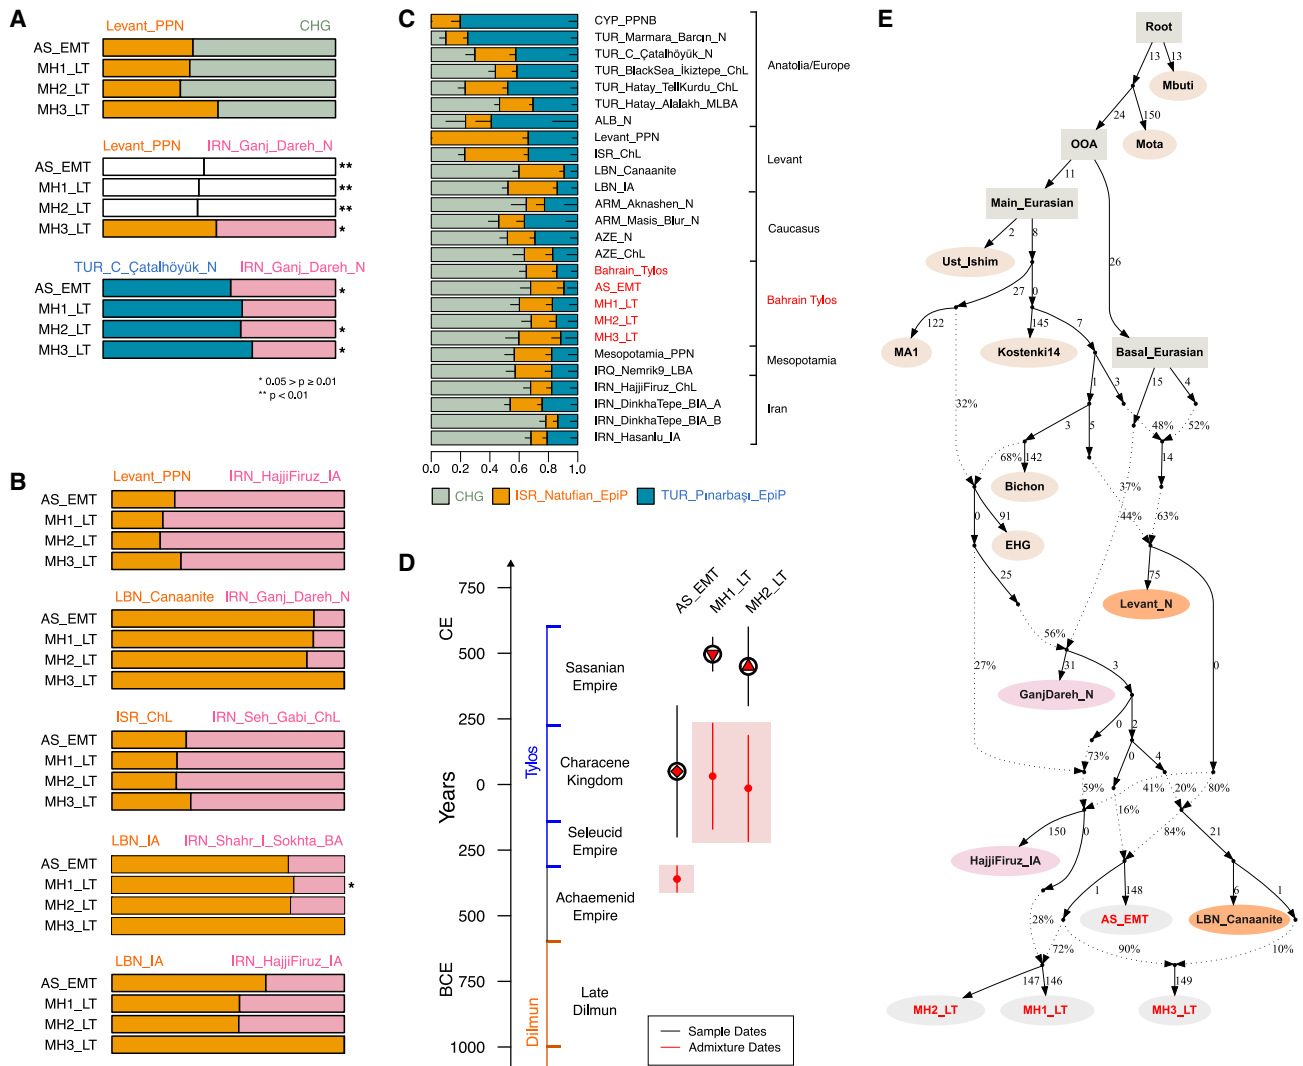 A
Levant_PPN CHG
AS_EMT
MH1_LT
MH2_LT
MH3_LT
Levant_PPN IRN_Ganj_Dareh_N
AS_EMT **
MH1_LT **
MH2_LT **
MH3_LT *
TUR_C_Çatalhöyük_N IRN_Ganj_Dareh_N
AS_EMT *
MH1_LT
MH2_LT *
MH3_LT *
* 0.05 > p ≥ 0.01
** p < 0.01
B
Levant_PPN IRN_HajjiFiruz_IA
AS_EMT
MH1_LT
MH2_LT
MH3_LT
LBN_Canaanite IRN_Ganj_Dareh_N
AS_EMT
MH1_LT
MH2_LT
MH3_LT
ISR_ChL IRN_Seh_Gabi_ChL
AS_EMT
MH1_LT
MH2_LT
MH3_LT
LBN_IA IRN_Shahr_I_Sokhta_BA
AS_EMT
MH1_LT *
MH2_LT
MH3_LT
LBN_IA IRN_HajjiFiruz_IA
AS_EMT
MH1_LT
MH2_LT
MH3_LT
C
CYP_PPNB
TUR_Marmara_Barcın_N
TUR_C_Çatalhöyük_N
TUR_BlackSea_İkiztepe_ChL
TUR_Hatay_TellKurdu_ChL
TUR_Hatay_Alalakh_MLBA
ALB_N
Anatolia/Europe
Levant_PPN
ISR_ChL
LBN_Canaanite
LBN_IA
Levant
ARM_Aknashen_N
ARM_Masis_Blur_N
AZE_N
AZE_ChL
Caucasus
Bahrain_Tylos
AS_EMT
MH1_LT
MH2_LT
MH3_LT
Bahrain Tylos
Mesopotamia_PPN
IRQ_Nemrik9_LBA
Mesopotamia
IRN_HajjiFiruz_ChL
IRN_DinkhaTepe_BIA_A
IRN_DinkhaTepe_BIA_B
IRN_Hasanlu_IA
Iran
0.0 0.2 0.4 0.6 0.8 1.0
CHG ISR_Natufian_EpiP TUR_Pınarbaşı_EpiP
D
AS_EMT
MH1_LT
MH2_LT
750
500
250
0
250
500
750
1000
CE
Years
BCE
Tylos
Dilmun
Sasanian
Empire
Characene
Kingdom
Seleucid
Empire
Achaemenid
Empire
Late
Dilmun
Sample Dates
Admixture Dates
E
Root
13 13
Mbuti
24 150
OOA
Mota
11
Main_Eurasian
2 8
26
Ust_Ishim
27 0
122 145 7
MA1
Kostenki14
Basal_Eurasian
1 3 15 4
32%
3 5 48% 52%
68% 142 14
Bichon
37%
44% 63%
0 91
EHG
25 75
Levant_N
56%
27% 31 3 0
GanjDareh_N
0 2
73% 0 4
59% 41% 20% 80%
16%
150 0 84% 21
HajjiFiruz_IA
1 148 6 1
28%
AS_EMT
LBN_Canaanite
72% 90% 10%
147 146 149
MH2_LT
MH1_LT
MH3_LT